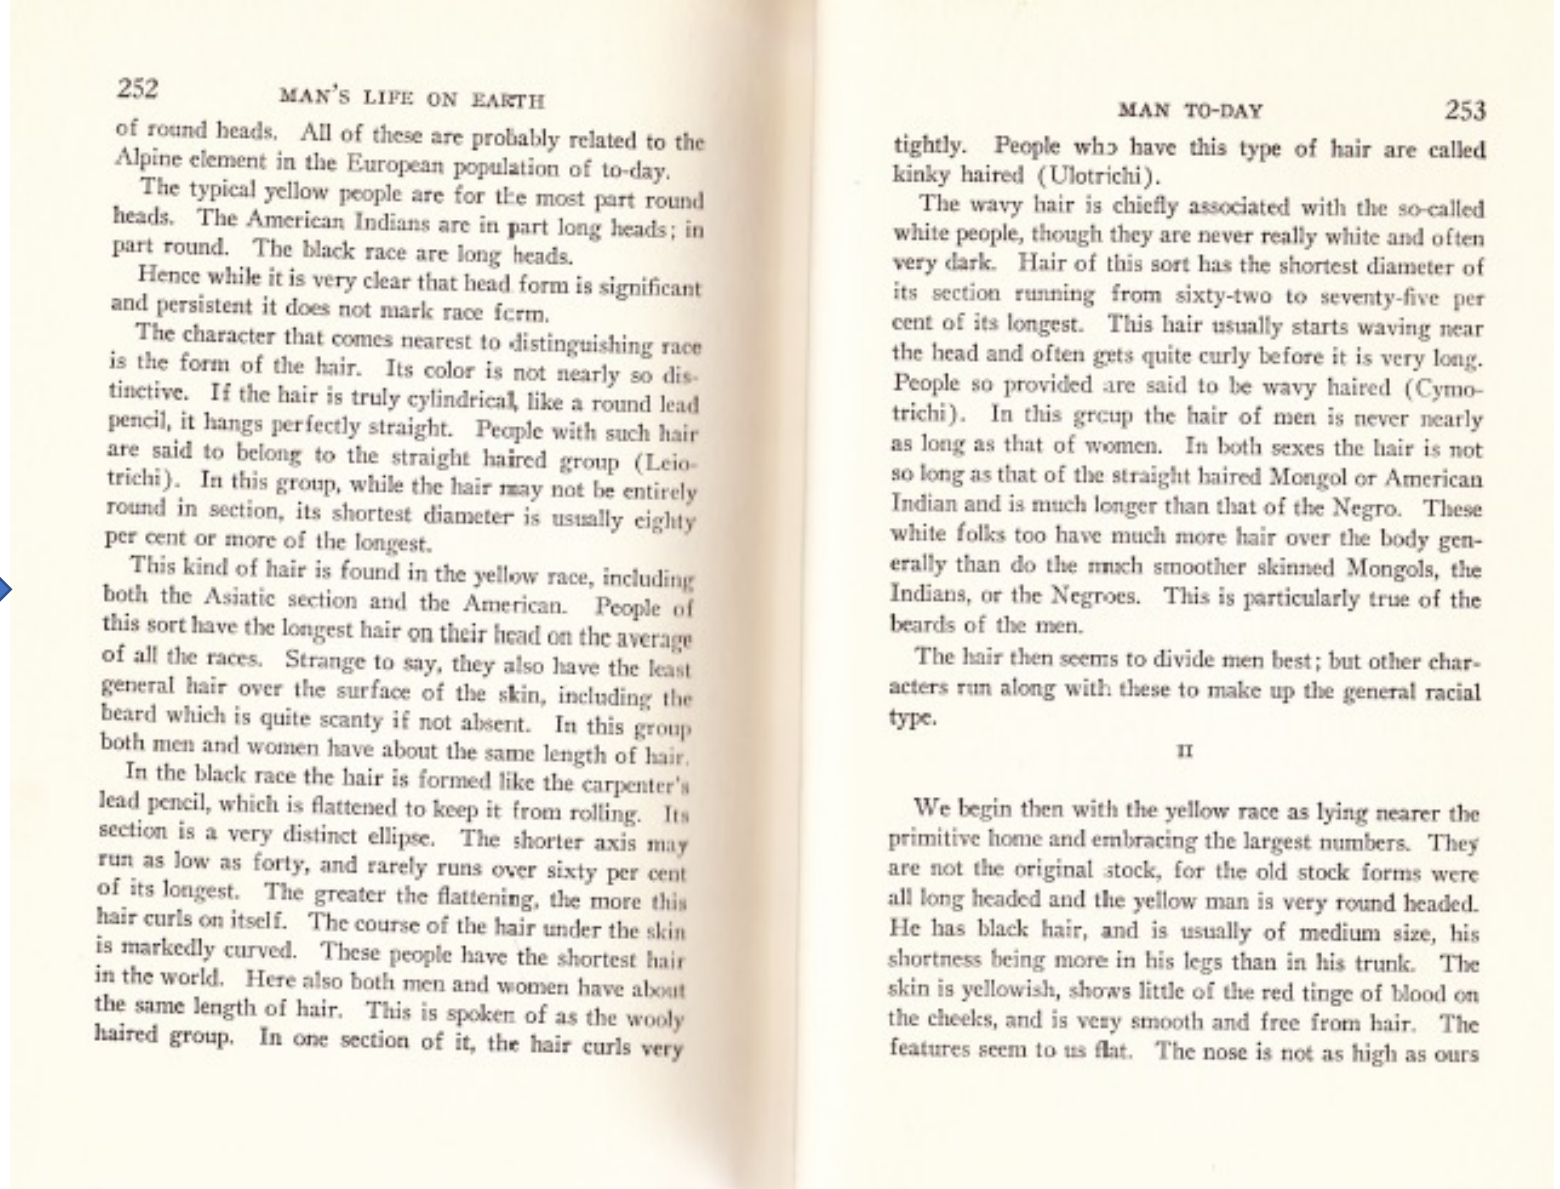 252
MAN'S LIFE ON EARTH
of round heads. All of these are probably related to the
Alpine element in the European population of to-day.
The typical yellow people are for the most part round
heads. The American Indians are in part long heads; in
part round. The black race are long heads.
Hence while it is very clear that head form is significant
and persistent it does not mark race form.
The character that comes nearest to distinguishing race
is the form of the hair. Its color is not nearly so dis-
tinctive. If the hair is truly cylindrical, like a round lead
pencil, it hangs perfectly straight. People with such hair
are said to belong to the straight haired group (Leio-
trichi). In this group, while the hair may not be entirely
round in section, its shortest diameter is usually eighty
per cent or more of the longest.
This kind of hair is found in the yellow race, including
both the Asiatic section and the American. People of
this sort have the longest hair on their head on the average
of all the races. Strange to say, they also have the least
general hair over the surface of the skin, including the
beard which is quite scanty if not absent. In this group
both men and women have about the same length of hair.
In the black race the hair is formed like the carpenter's
lead pencil, which is flattened to keep it from rolling. Its
section is a very distinct ellipse. The shorter axis may
run as low as forty, and rarely runs over sixty per cent
of its longest. The greater the flattening, the more this
hair curls on itself. The course of the hair under the skin
is markedly curved. These people have the shortest hair
in the world. Here also both men and women have about
the same length of hair. This is spoken of as the wooly
haired group. In one section of it, the hair curls very
MAN TO-DAY
253
tightly. People who have this type of hair are called
kinky haired (Ulotrichi).
The wavy hair is chiefly associated with the so-called
white people, though they are never really white and often
very dark. Hair of this sort has the shortest diameter of
its section running from sixty-two to seventy-five per
cent of its longest. This hair usually starts waving near
the head and often gets quite curly before it is very long.
People so provided are said to be wavy haired (Cymo-
trichi). In this group the hair of men is never nearly
as long as that of women. In both sexes the hair is not
so long as that of the straight haired Mongol or American
Indian and is much longer than that of the Negro. These
white folks too have much more hair over the body gen-
erally than do the much smoother skinned Mongols, the
Indians, or the Negroes. This is particularly true of the
beards of the men.
The hair then seems to divide men best; but other char-
acters run along with these to make up the general racial
type.
II
We begin then with the yellow race as lying nearer the
primitive home and embracing the largest numbers. They
are not the original stock, for the old stock forms were
all long headed and the yellow man is very round headed.
He has black hair, and is usually of medium size, his
shortness being more in his legs than in his trunk. The
skin is yellowish, shows little of the red tinge of blood on
the cheeks, and is very smooth and free from hair. The
features seem to us flat. The nose is not as high as ours